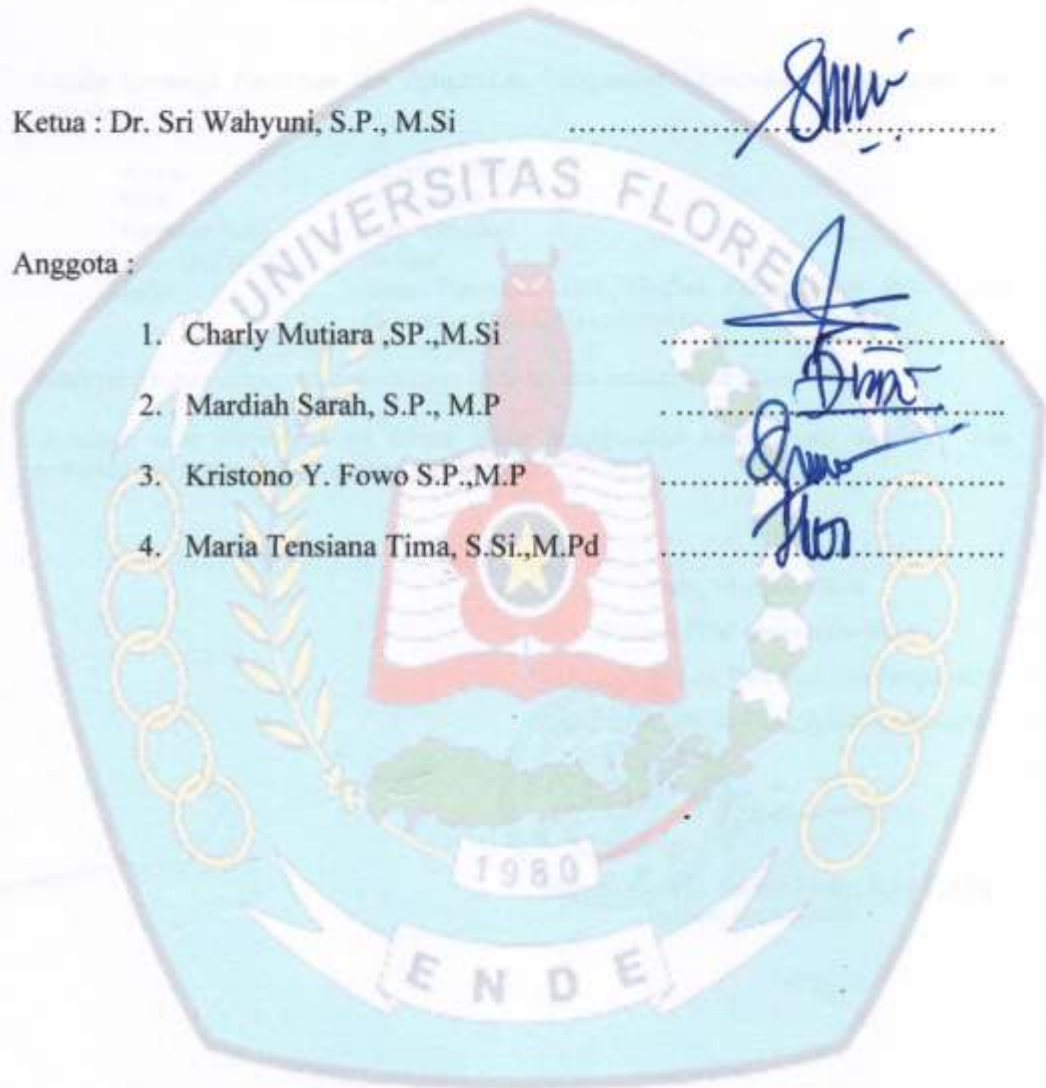 Ketua : Dr. Sri Wahyuni, S.P., M.Si ................................................
UNIVERSITAS FLORES
Anggota :
1. Charly Mutiara ,SP.,M.Si ................................................
2. Mardiah Sarah, S.P., M.P ................................................
3. Kristono Y. Fowo S.P.,M.P ................................................
4. Maria Tensiana Tima, S.Si.,M.Pd ................................................
1980
ENDE